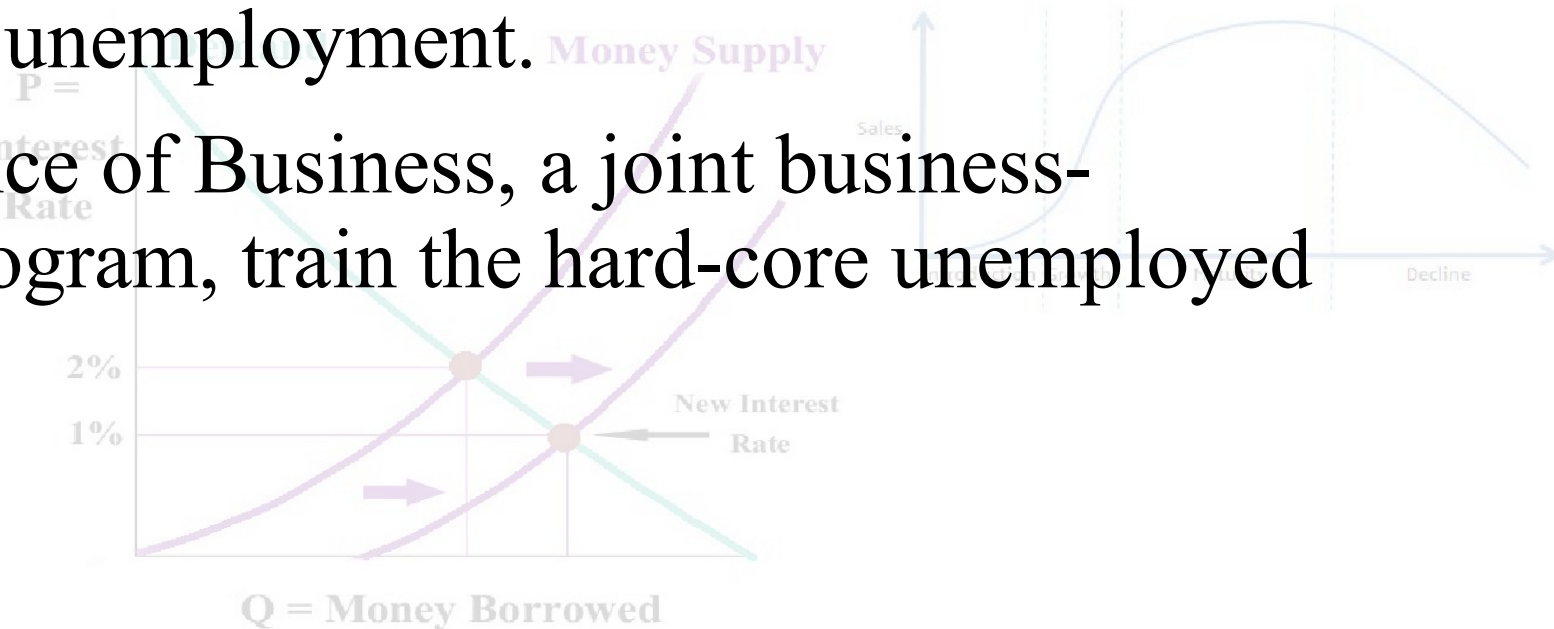 unemployment.
Money Supply
P =
Interest
Rate
ce of Business, a joint business-
ogram, train the hard-core unemployed
Sales
Decline
2%
1%
New Interest
Rate
Q = Money Borrowed